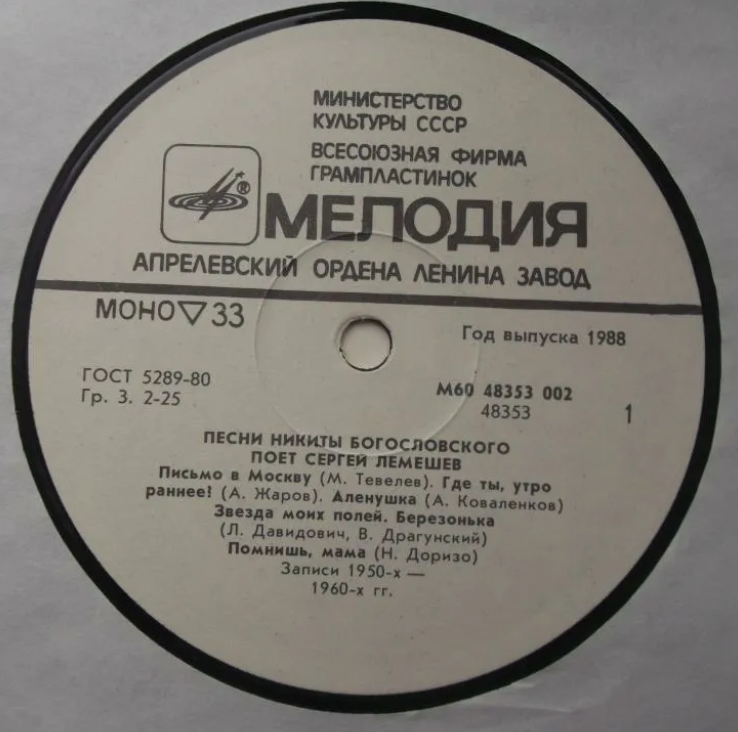 МИНИСТЕРСТВО
КУЛЬТУРЫ СССР
ВСЕСОЮЗНАЯ ФИРМА
ГРАМПЛАСТИНОК
®
МЕЛОДИЯ
АПРЕЛЕВСКИЙ ОРДЕНА ЛЕНИНА ЗАВОД
МОНО ▽ 33
Год выпуска 1988
ГОСТ 5289-80
Гр. 3. 2-25
М60 48353 002
48353
1
ПЕСНИ НИКИТЫ БОГОСЛОВСКОГО
ПОЕТ СЕРГЕЙ ЛЕМЕШЕВ
Письмо в Москву (М. Тевелев). Где ты, утро
раннее! (А. Жаров). Аленушка (А. Коваленков)
Звезда моих полей. Березонька
(Л. Давидович, В. Драгунский)
Помнишь, мама (Н. Доризо)
Записи 1950-х —
1960-х гг.